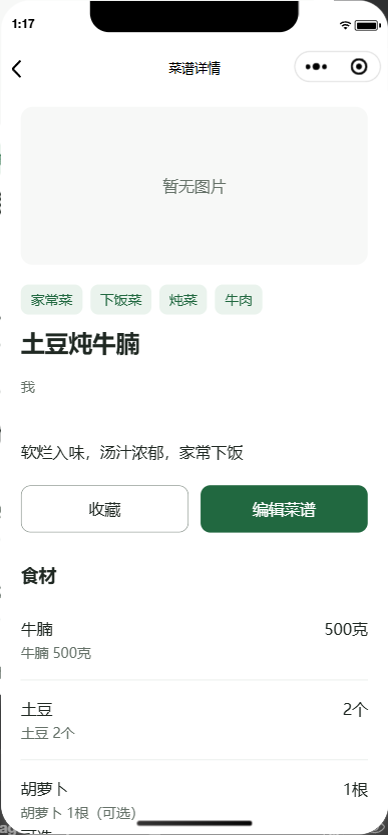 1:17
菜谱详情
暂无图片
家常菜 下饭菜 炖菜 牛肉
土豆炖牛腩
我
软烂入味，汤汁浓郁，家常下饭
收藏 编辑菜谱
食材
牛腩 500克
牛腩 500克
土豆 2个
土豆 2个
胡萝卜 1根
胡萝卜 1根（可选）